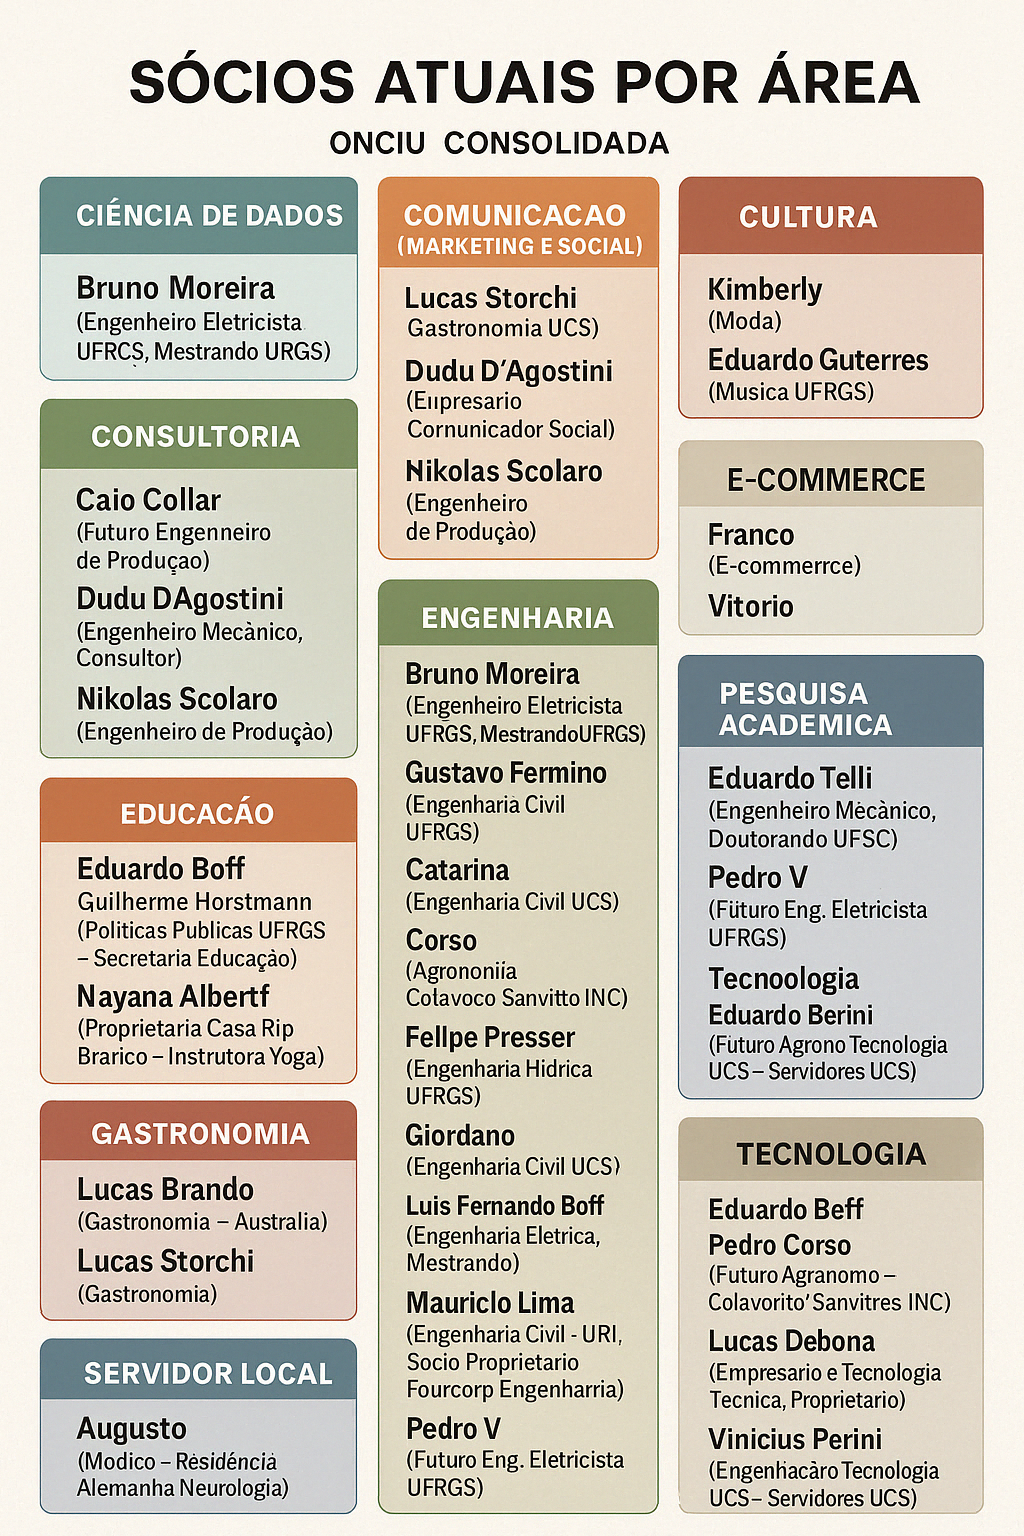 SÓCIOS ATUAIS POR ÁREA
ONCIU CONSOLIDADA
CIÉNCIA DE DADOS
Bruno Moreira
(Engenheiro Eletricista
UFRCS, Mestrando URGS)
CONSULTORIA
Caio Collar
(Futuro Engenneiro
de Produçao)
Dudu DAgostini
(Engenheiro Mecànico,
Consultor)
Nikolas Scolaro
(Engenheiro de Produçào)
EDUCACÁO
Eduardo Boff
Guilherme Horstmann
(Politicas Publicas UFRGS
– Secretaria Educaçào)
Nayana Albertf
(Proprietaria Casa Rip
Brarico – Instrutora Yoga)
GASTRONOMIA
Lucas Brando
(Gastronomia – Australia)
Lucas Storchi
(Gastronomia)
SERVIDOR LOCAL
Augusto
(Modico – Residéncia
Alemanha Neurologia)
COMUNICACAO
(MARKETING E SOCIAL)
Lucas Storchi
Gastronomia UCS)
Dudu D'Agostini
(Eııpresario
Cornunicador Social)
Nikolas Scolaro
(Engenheiro
de Produçào)
ENGENHARIA
Bruno Moreira
(Engenheiro Eletricista
UFRGS, MestrandoUFRGS)
Gustavo Fermino
(Engenharia Civil
UFRGS)
Catarina
(Engenharia Civil UCS)
Corso
(Agrononiía
Colavoco Sanvitto INC)
Fellpe Presser
(Engenharia Hidrica
UFRGS)
Giordano
(Engenharia Civil UCS)
Luis Fernando Boff
(Engenharia Eletrica,
Mestrando)
Mauriclo Lima
(Engenharia Civil - URI,
Socio Proprietario
Fourcorp Engenharria)
Pedro V
(Futuro Eng. Eletricista
UFRGS)
CULTURA
Kimberly
(Moda)
Eduardo Guterres
(Musica UFRGS)
E-COMMERCE
Franco
(E-commerrce)
Vitorio
PESQUISA
ACADEMICA
Eduardo Telli
(Engenheiro Mecànico,
Doutorando UFSC)
Pedro V
(Füturo Eng. Eletricista
UFRGS)
Tecnoologia
Eduardo Berini
(Futuro Agrono Tecnologia
UCS – Servidores UCS)
TECNOLOGIA
Eduardo Beff
Pedro Corso
(Futuro Agranomo –
Colavorito' Sanvitres INC)
Lucas Debona
(Empresario e Tecnologia
Tecnica, Proprietario)
Vinicius Perini
(Engenhacàro Tecnologia
UCS – Servidores UCS)